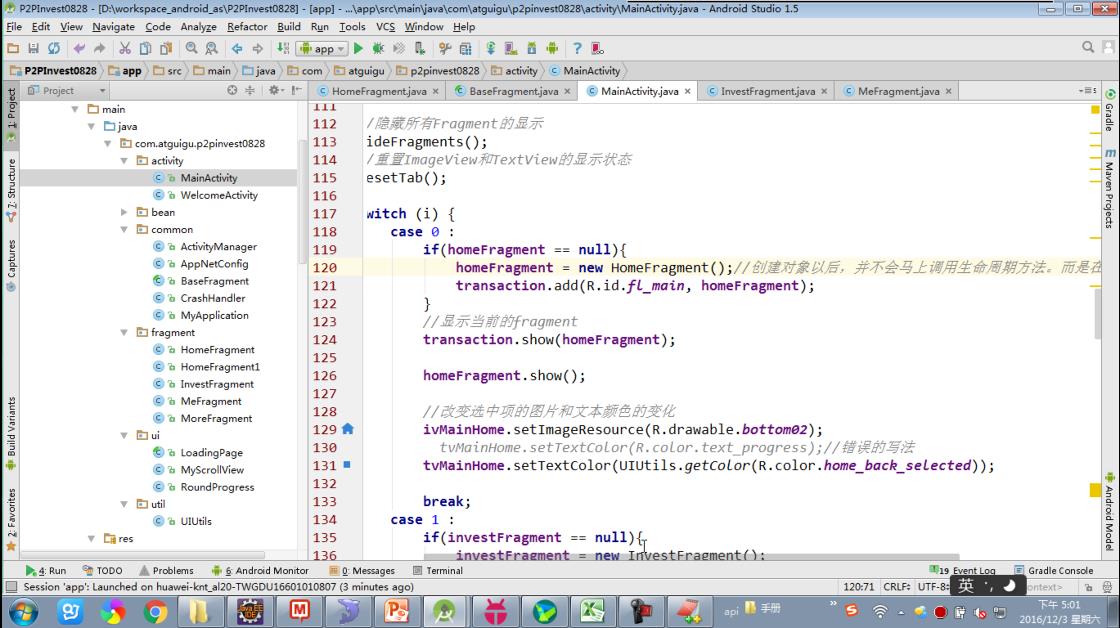 P2PInvest0828 - [D:\workspace_android_as\P2PInvest0828] - [app] - ...\app\src\main\java\com\atguigu\p2pinvest0828\activity\MainActivity.java - Android Studio 1.5
File Edit View Navigate Code Analyze Refactor Build Run Tools VCS Window Help
app
P2PInvest0828 app src main java com atguigu p2pinvest0828 activity MainActivity
Project
HomeFragment.java BaseFragment.java MainActivity.java InvestFragment.java MeFragment.java
1: Project
7: Structure
Captures
Build Variants
2: Favorites
main
java
com.atguigu.p2pinvest0828
activity
MainActivity
WelcomeActivity
bean
common
ActivityManager
AppNetConfig
BaseFragment
CrashHandler
MyApplication
fragment
HomeFragment
HomeFragment1
InvestFragment
MeFragment
MoreFragment
ui
LoadingPage
MyScrollView
RoundProgress
util
UIUtils
res
111
112 /隐藏所有Fragment的显示
113 ideFragments();
114 /重置ImageView和TextView的显示状态
115 esetTab();
116
117 witch (i) {
118 case 0 :
119 if(homeFragment == null){
120 homeFragment = new HomeFragment();//创建对象以后，并不会马上调用生命周期方法。而是在
121 transaction.add(R.id.fl_main, homeFragment);
122 }
123 //显示当前的fragment
124 transaction.show(homeFragment);
125
126 homeFragment.show();
127
128 //改变选中项的图片和文本颜色的变化
129 ivMainHome.setImageResource(R.drawable.bottom02);
130 tvMainHome.setTextColor(R.color.text_progress);//错误的写法
131 tvMainHome.setTextColor(UIUtils.getColor(R.color.home_back_selected));
132
133 break;
134 case 1 :
135 if(investFragment == null){
136 investFragment = new InvestFragment();
Gradle
Maven Projects
Android Model
4: Run TODO Problems 6: Android Monitor 0: Messages Terminal 19 Event Log Gradle Console
Session 'app': Launched on huawei-knt_al20-TWGDU16601010807 (3 minutes ago) 120:71 CRLF÷ UTF-8÷ 英 ntext>
api 手册
下午 5:01
2016/12/3 星期六